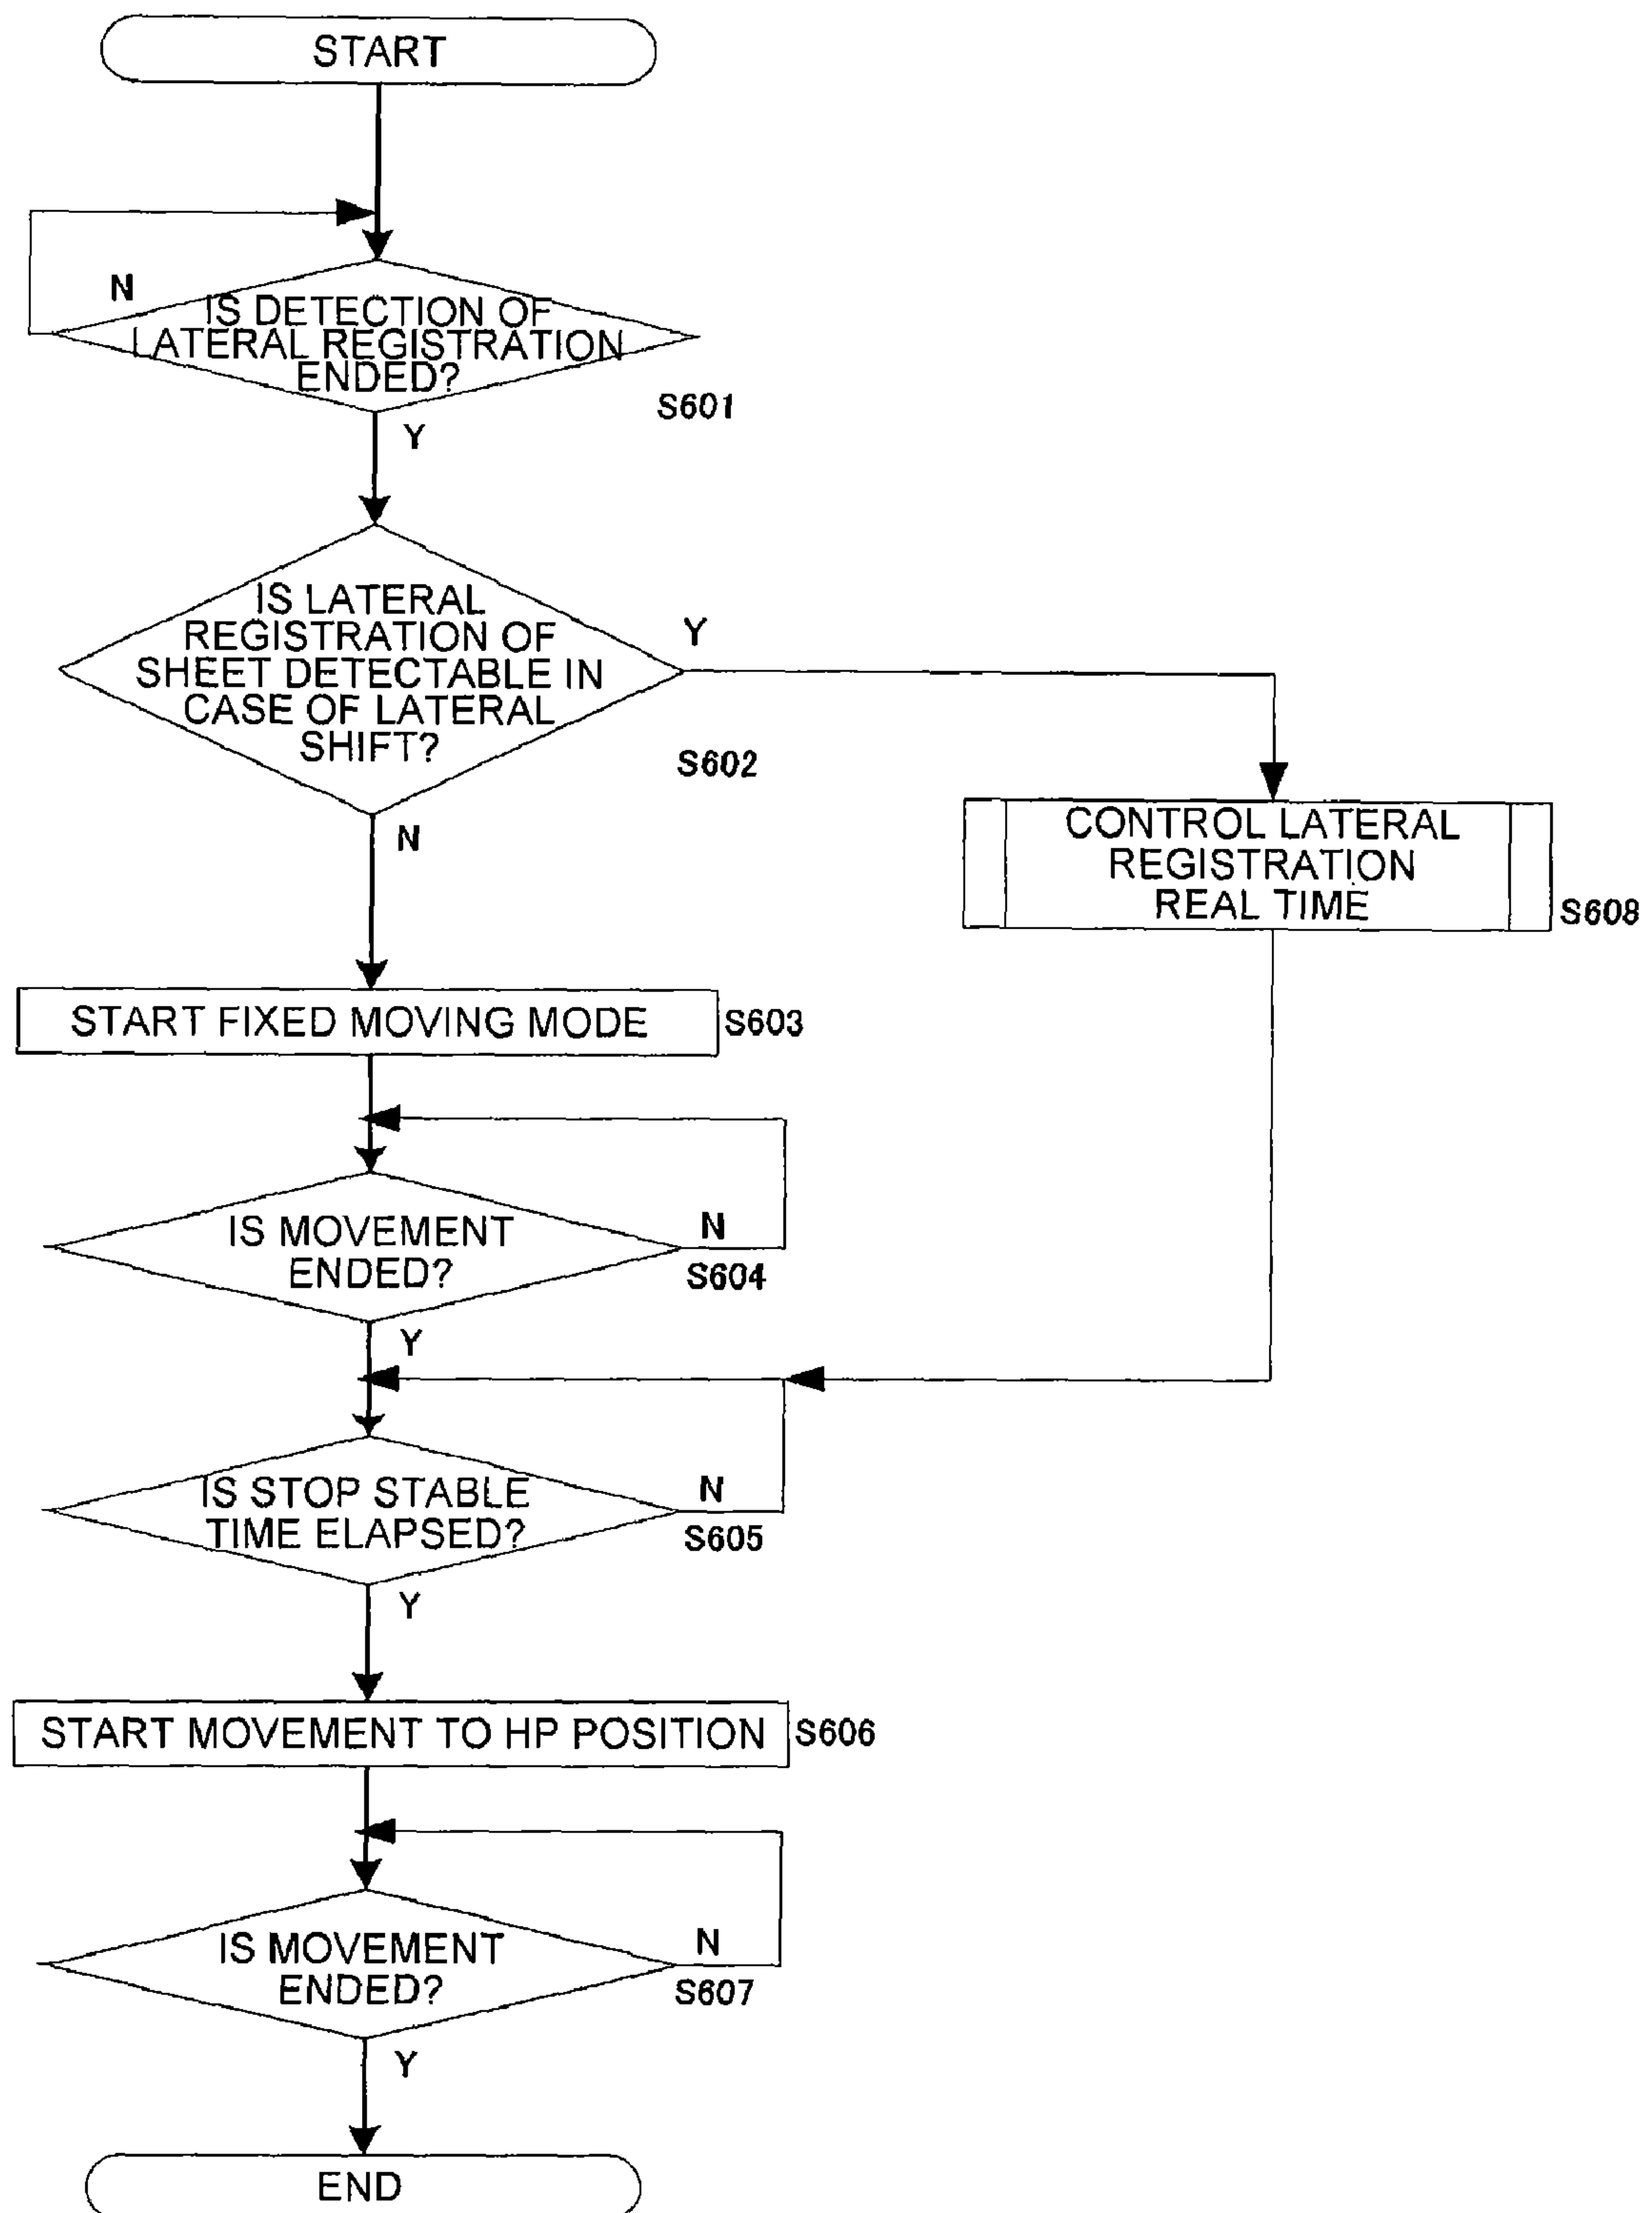 START
N
IS DETECTION OF
LATERAL REGISTRATION
ENDED?
S601
Y
IS LATERAL
REGISTRATION OF
SHEET DETECTABLE IN
CASE OF LATERAL
SHIFT?
Y
S602
N
CONTROL LATERAL
REGISTRATION
REAL TIME
S608
START FIXED MOVING MODE
S603
IS MOVEMENT
ENDED?
N
S604
Y
IS STOP STABLE
TIME ELAPSED?
N
S605
Y
START MOVEMENT TO HP POSITION
S606
IS MOVEMENT
ENDED?
N
S607
Y
END